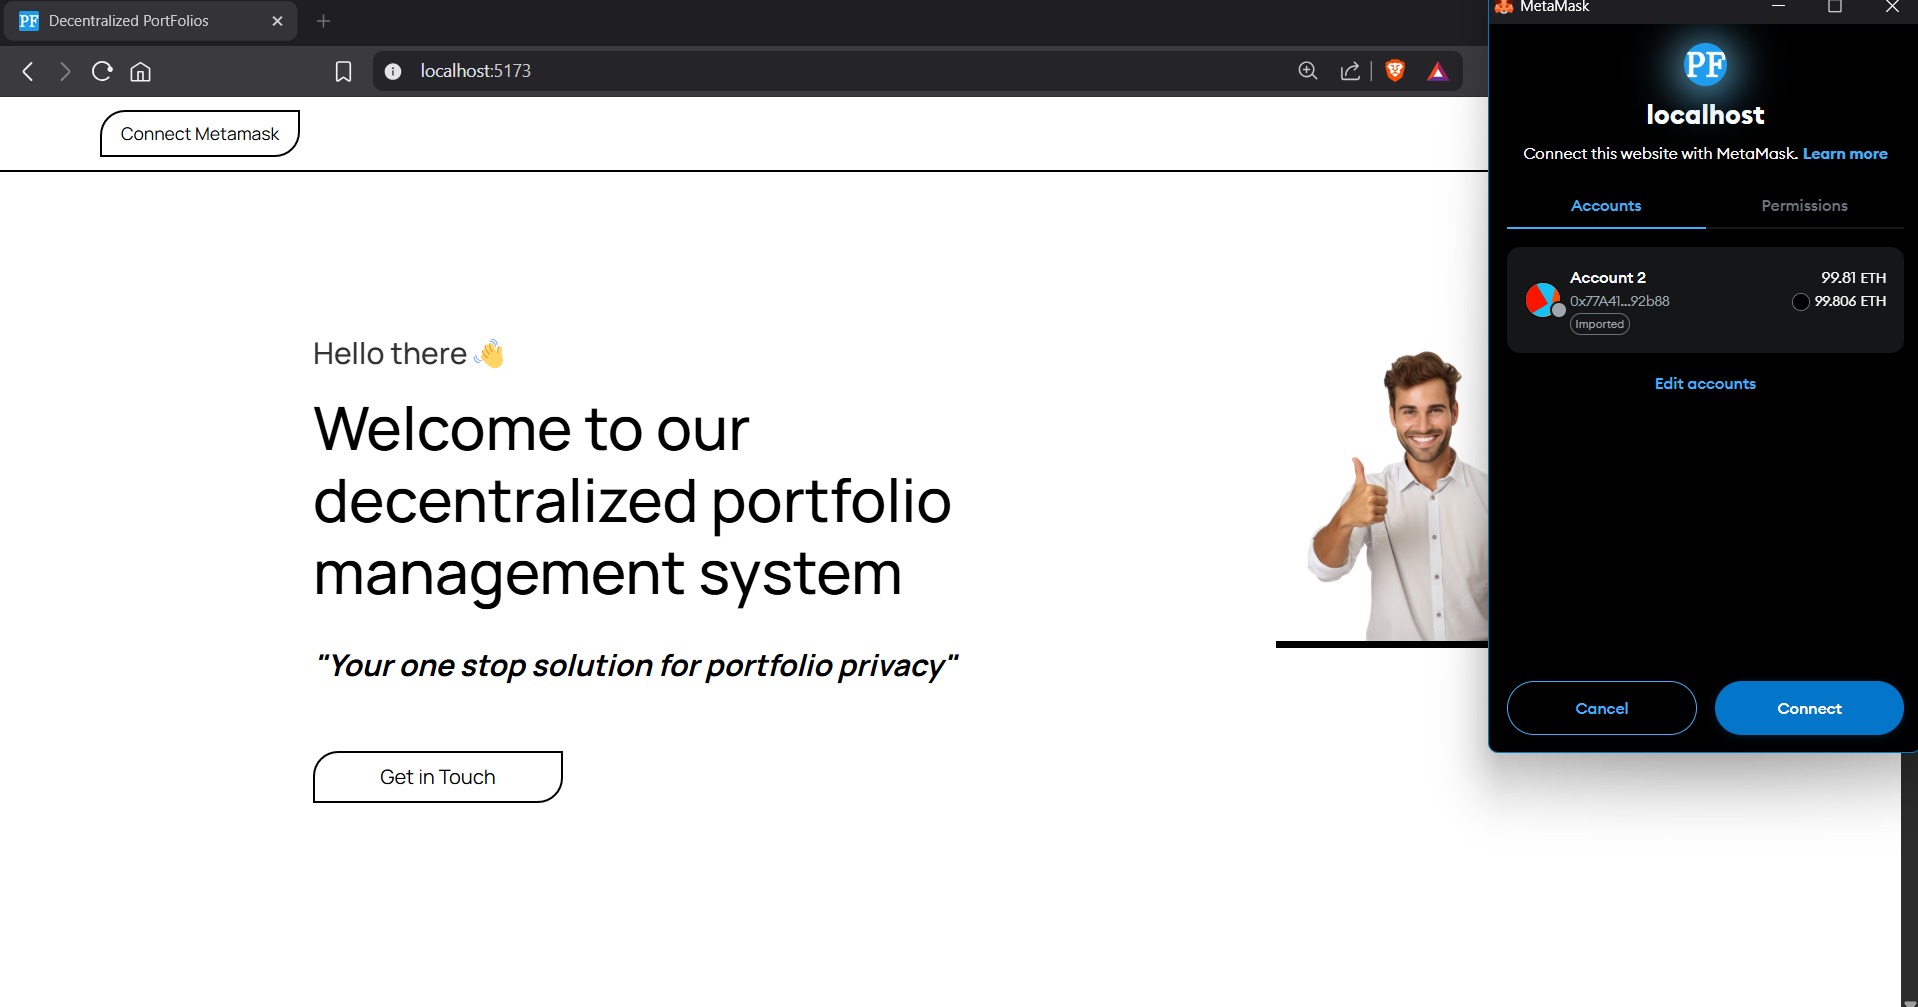 PF Decentralized PortFolios
localhost:5173
Connect Metamask
Hello there 👋
Welcome to our
decentralized portfolio
management system
"Your one stop solution for portfolio privacy"
Get in Touch
MetaMask
PF
localhost
Connect this website with MetaMask. Learn more
Accounts Permissions
Account 2 99.81 ETH
0x77A41...92b88 99.806 ETH
Imported
Edit accounts
Cancel Connect